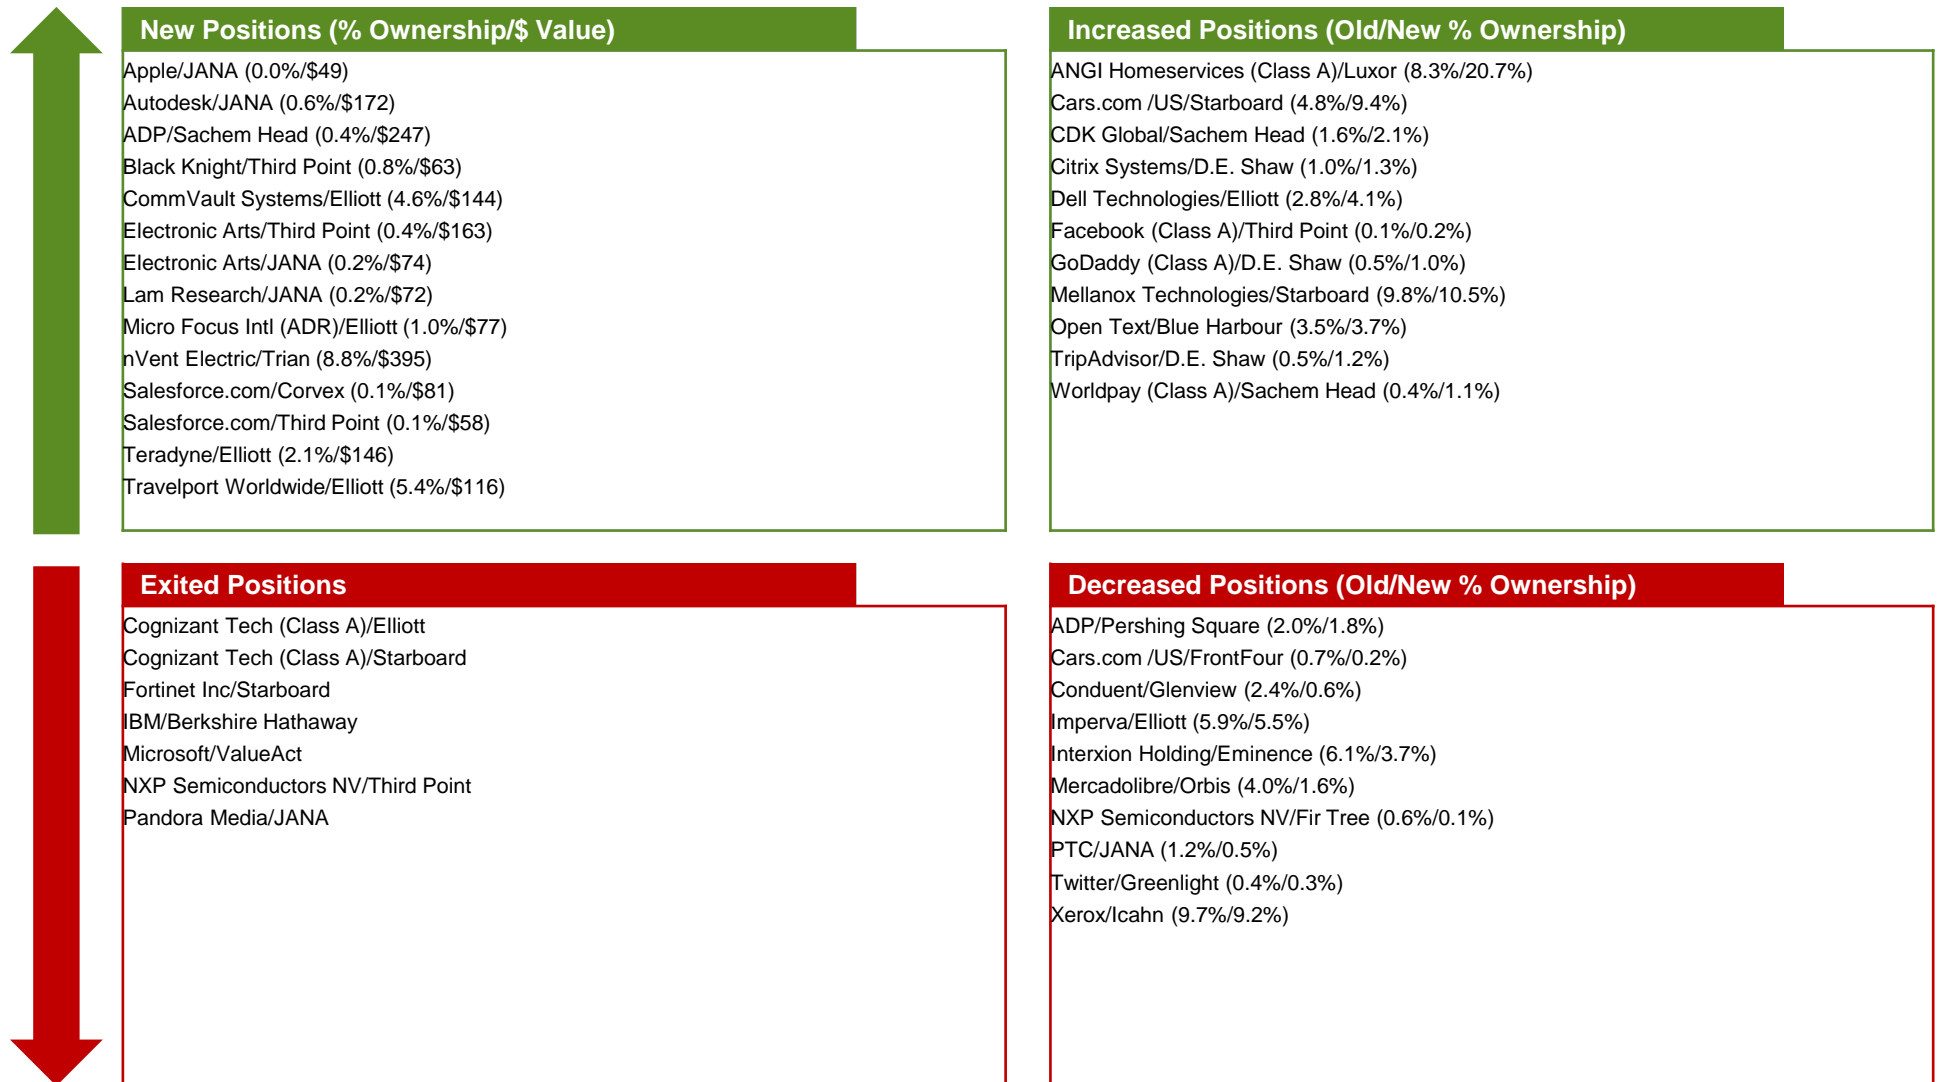 New Positions (% Ownership/$ Value)
Apple/JANA (0.0%/$49)
Autodesk/JANA (0.6%/$172)
ADP/Sachem Head (0.4%/$247)
Black Knight/Third Point (0.8%/$63)
CommVault Systems/Elliott (4.6%/$144)
Electronic Arts/Third Point (0.4%/$163)
Electronic Arts/JANA (0.2%/$74)
Lam Research/JANA (0.2%/$72)
Micro Focus Intl (ADR)/Elliott (1.0%/$77)
nVent Electric/Trian (8.8%/$395)
Salesforce.com/Corvex (0.1%/$81)
Salesforce.com/Third Point (0.1%/$58)
Teradyne/Elliott (2.1%/$146)
Travelport Worldwide/Elliott (5.4%/$116)
Increased Positions (Old/New % Ownership)
ANGI Homeservices (Class A)/Luxor (8.3%/20.7%)
Cars.com /US/Starboard (4.8%/9.4%)
CDK Global/Sachem Head (1.6%/2.1%)
Citrix Systems/D.E. Shaw (1.0%/1.3%)
Dell Technologies/Elliott (2.8%/4.1%)
Facebook (Class A)/Third Point (0.1%/0.2%)
GoDaddy (Class A)/D.E. Shaw (0.5%/1.0%)
Mellanox Technologies/Starboard (9.8%/10.5%)
Open Text/Blue Harbour (3.5%/3.7%)
TripAdvisor/D.E. Shaw (0.5%/1.2%)
Worldpay (Class A)/Sachem Head (0.4%/1.1%)
Exited Positions
Cognizant Tech (Class A)/Elliott
Cognizant Tech (Class A)/Starboard
Fortinet Inc/Starboard
IBM/Berkshire Hathaway
Microsoft/ValueAct
NXP Semiconductors NV/Third Point
Pandora Media/JANA
Decreased Positions (Old/New % Ownership)
ADP/Pershing Square (2.0%/1.8%)
Cars.com /US/FrontFour (0.7%/0.2%)
Conduent/Glenview (2.4%/0.6%)
Imperva/Elliott (5.9%/5.5%)
Interxion Holding/Eminence (6.1%/3.7%)
Mercadolibre/Orbis (4.0%/1.6%)
NXP Semiconductors NV/Fir Tree (0.6%/0.1%)
PTC/JANA (1.2%/0.5%)
Twitter/Greenlight (0.4%/0.3%)
Xerox/Icahn (9.7%/9.2%)